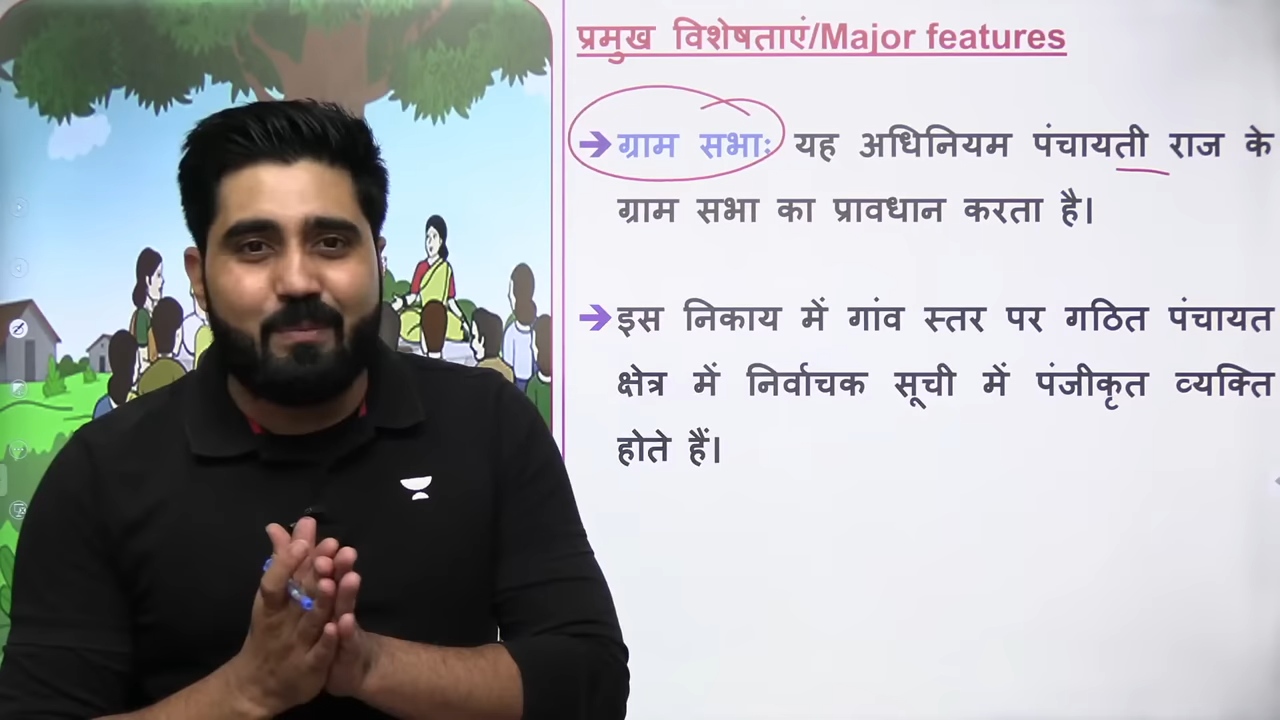 प्रमुख विशेषताएं/Major features
➔ ग्राम सभाः यह अधिनियम पंचायती राज के
ग्राम सभा का प्रावधान करता है।
➔ इस निकाय में गांव स्तर पर गठित पंचायत
क्षेत्र में निर्वाचक सूची में पंजीकृत व्यक्ति
होते हैं।